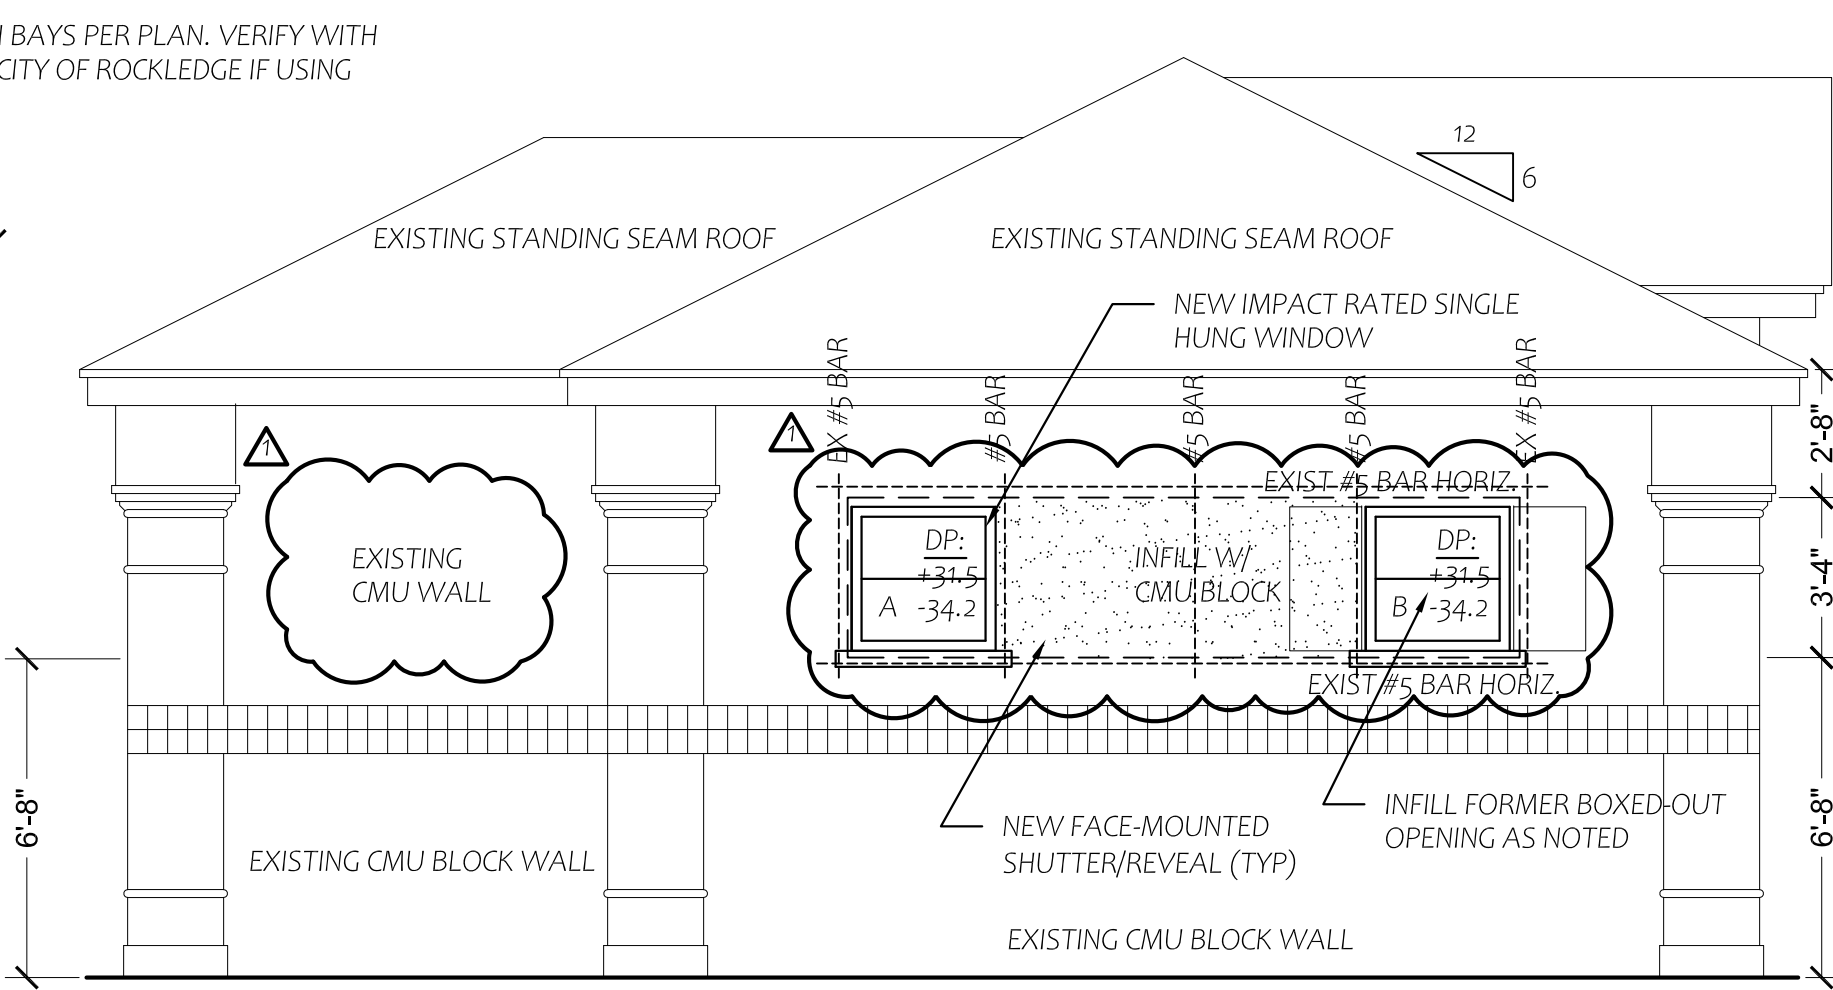 BAYS PER PLAN. VERIFY WITH
CITY OF ROCKLEDGE IF USING
12
6
EXISTING STANDING SEAM ROOF
EXISTING STANDING SEAM ROOF
NEW IMPACT RATED SINGLE
HUNG WINDOW
EX #5 BAR
#5 BAR
#5 BAR
#5 BAR
EX #5 BAR
2'-8"
1
1
EXIST #5 BAR HORIZ.
EXISTING
CMU WALL
DP:
+31.5
A -34.2
INFILL W/
CMU BLOCK
DP:
+31.5
B -34.2
3'-4"
EXIST #5 BAR HORIZ.
6'-8"
NEW FACE-MOUNTED
SHUTTER/REVEAL (TYP)
INFILL FORMER BOXED-OUT
OPENING AS NOTED
6'-8"
EXISTING CMU BLOCK WALL
EXISTING CMU BLOCK WALL